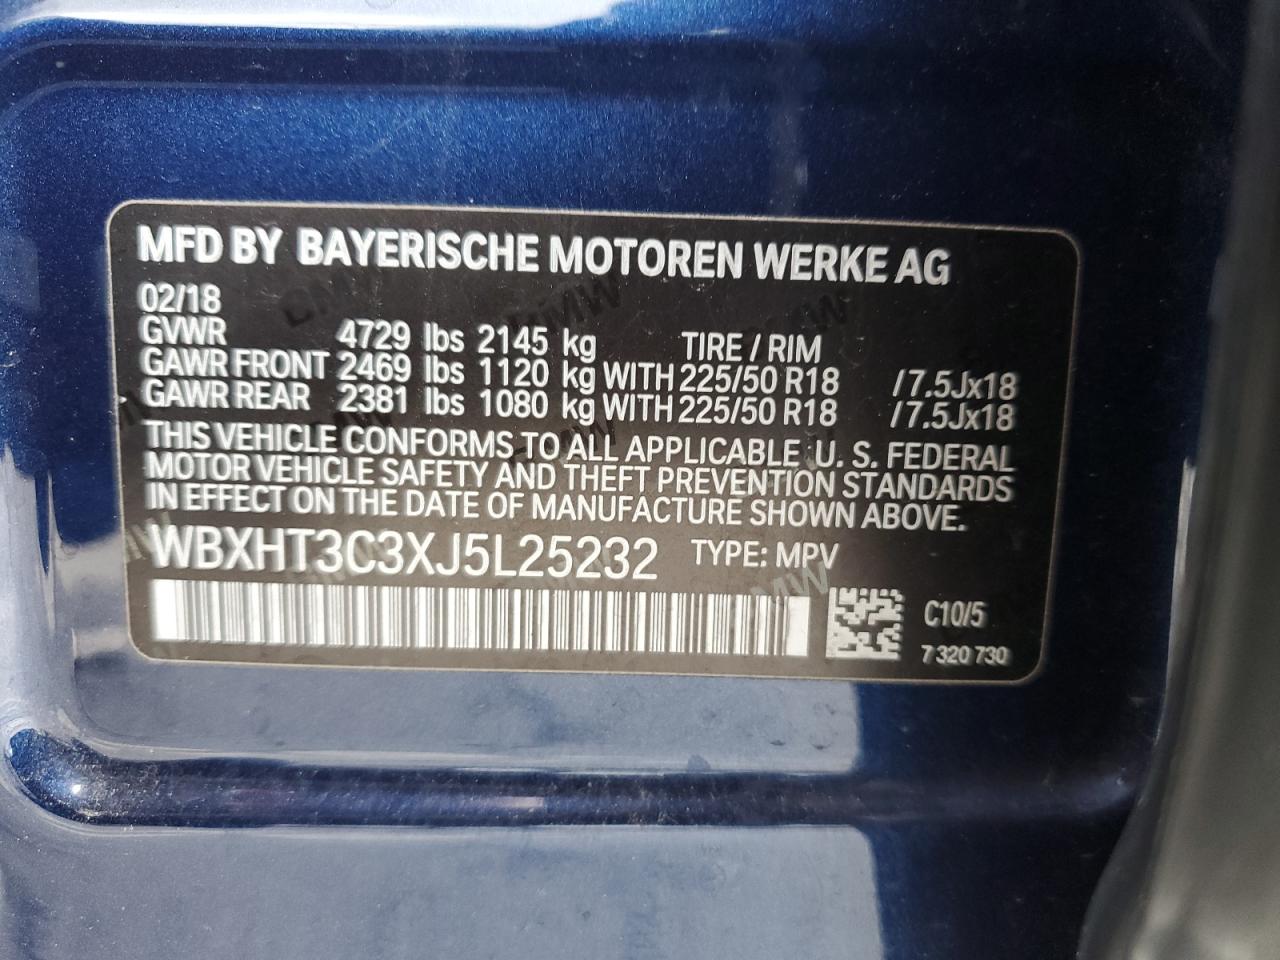 MFD BY BAYERISCHE MOTOREN WERKE AG
02/18
GVWR 4729 lbs 2145 kg TIRE / RIM
GAWR FRONT 2469 lbs 1120 kg WITH 225/50 R18 /7.5Jx18
GAWR REAR 2381 lbs 1080 kg WITH 225/50 R18 /7.5Jx18
THIS VEHICLE CONFORMS TO ALL APPLICABLE U. S. FEDERAL
MOTOR VEHICLE SAFETY AND THEFT PREVENTION STANDARDS
IN EFFECT ON THE DATE OF MANUFACTURE SHOWN ABOVE.
WBXHT3C3XJ5L25232 TYPE: MPV
C10/5
7 320 730